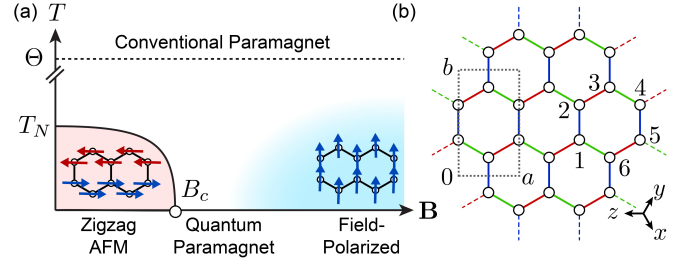 (a)
T
Conventional Paramagnet
Θ
T_N
B_c
B
Zigzag
AFM
Quantum
Paramagnet
Field-
Polarized
(b)
b
3
4
2
5
1
6
0
a
y
z
x